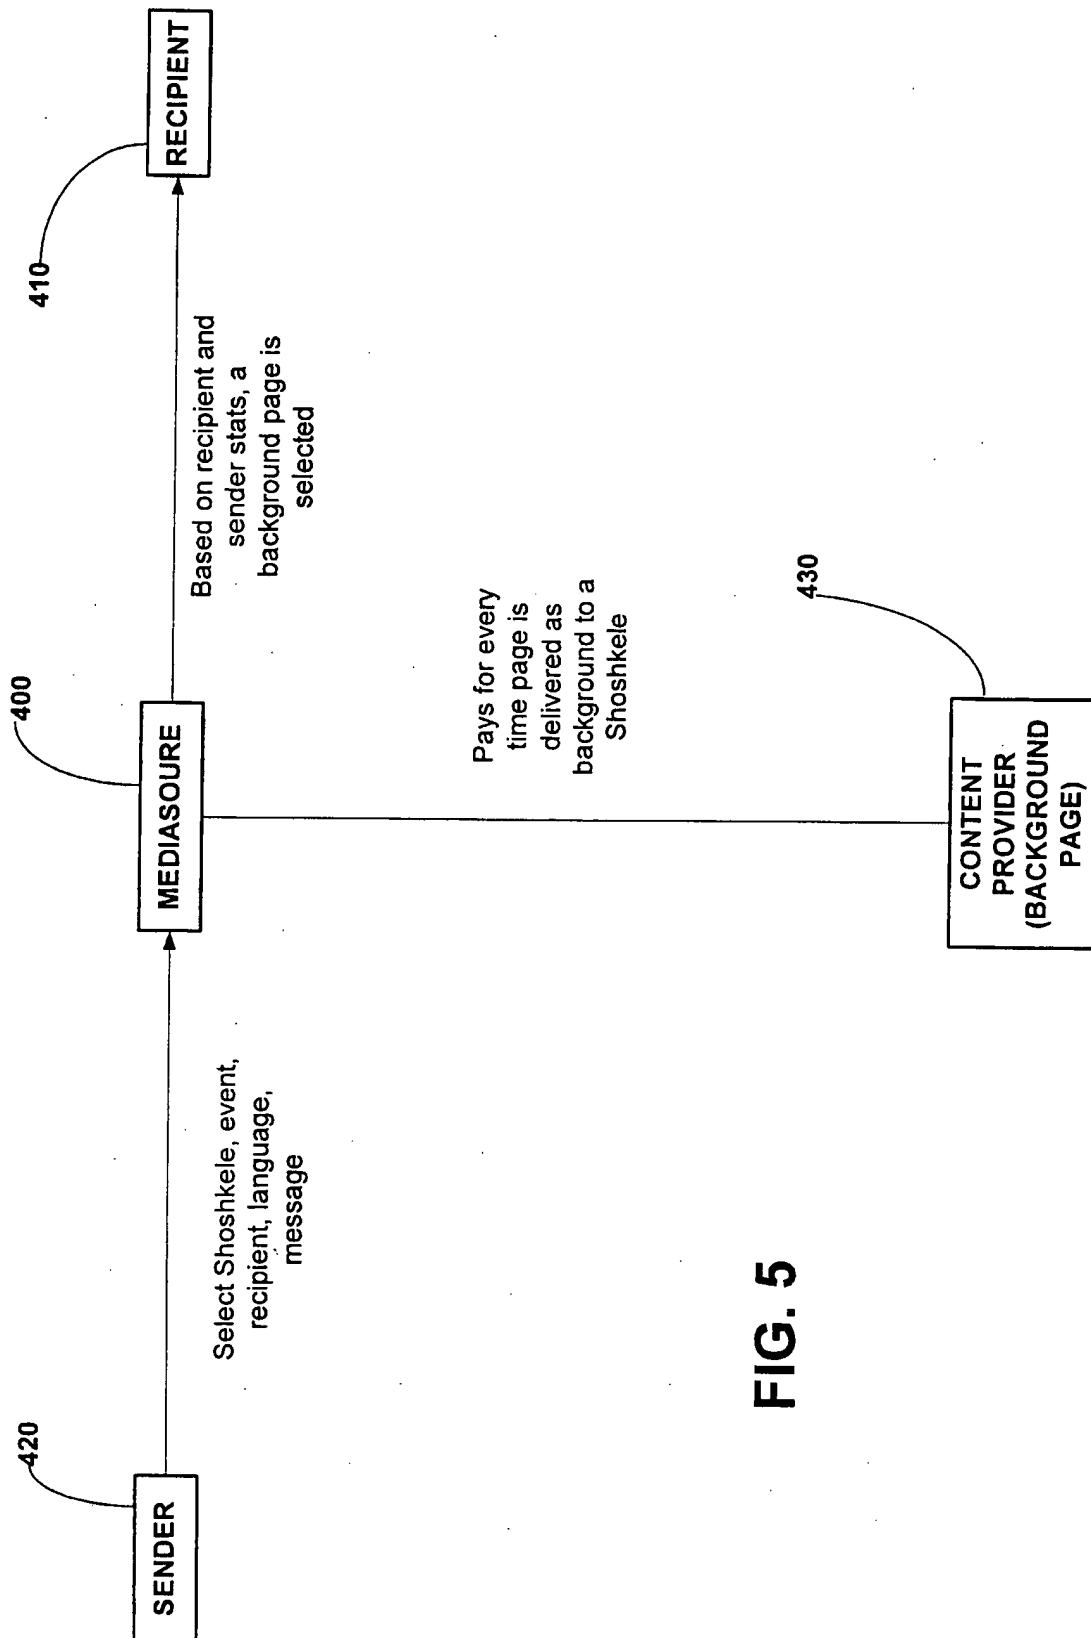 420
SENDER
Select Shoshkele, event,
recipient, language,
message
400
MEDIASOURE
Based on recipient and
sender stats, a
background page is
selected
410
RECIPIENT
Pays for every
time page is
delivered as
background to a
Shoshkele
430
CONTENT
PROVIDER
(BACKGROUND
PAGE)
FIG. 5